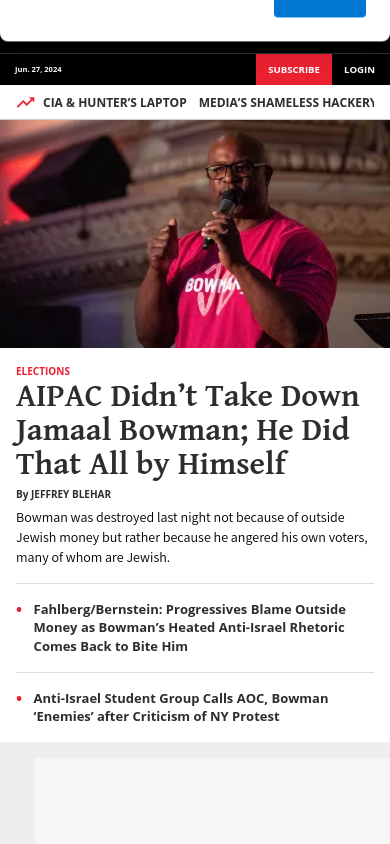 Jun. 27, 2024
SUBSCRIBE
LOGIN
CIA & HUNTER’S LAPTOP
MEDIA’S SHAMELESS HACKERY
BOWMAN
ELECTIONS
AIPAC Didn’t Take Down
Jamaal Bowman; He Did
That All by Himself
By JEFFREY BLEHAR
Bowman was destroyed last night not because of outside
Jewish money but rather because he angered his own voters,
many of whom are Jewish.
Fahlberg/Bernstein: Progressives Blame Outside
Money as Bowman’s Heated Anti-Israel Rhetoric
Comes Back to Bite Him
Anti-Israel Student Group Calls AOC, Bowman
‘Enemies’ after Criticism of NY Protest